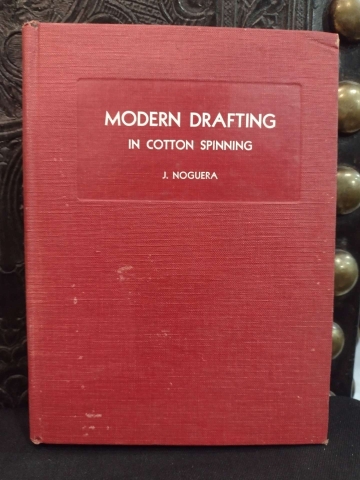 MODERN DRAFTING
IN COTTON SPINNING
J. NOGUERA